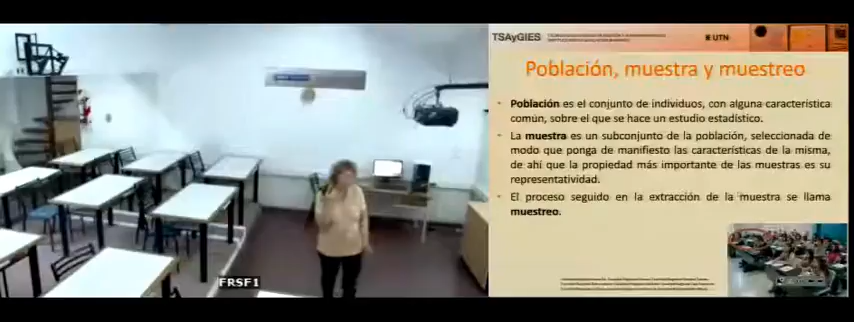 TSAyGIES
UTN
Población, muestra y muestreo
- Población es el conjunto de individuos, con alguna característica
común, sobre el que se hace un estudio estadístico.
- La muestra es un subconjunto de la población, seleccionada de
modo que ponga de manifiesto las características de la misma,
de ahí que la propiedad más importante de las muestras es su
representatividad.
- El proceso seguido en la extracción de la muestra se llama
muestreo.
FRSF1